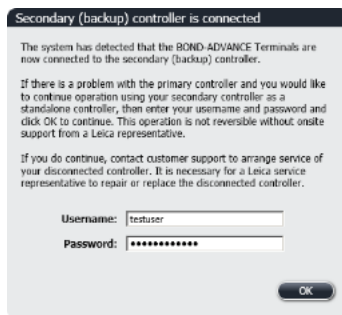 Secondary (backup) controller is connected
The system has detected that the BOND-ADVANCE Terminals are
now connected to the secondary (backup) controller.
If there is a problem with the primary controller and you would like
to continue operation using your secondary controller as a
standalone controller, then enter your username and password and
click OK to continue. This operation is not reversible without onsite
support from a Leica representative.
If you do continue, contact customer support to arrange service of
your disconnected controller. It is necessary for a Leica service
representative to repair or replace the disconnected controller.
Username: testuser
Password: ••••••••••••
OK